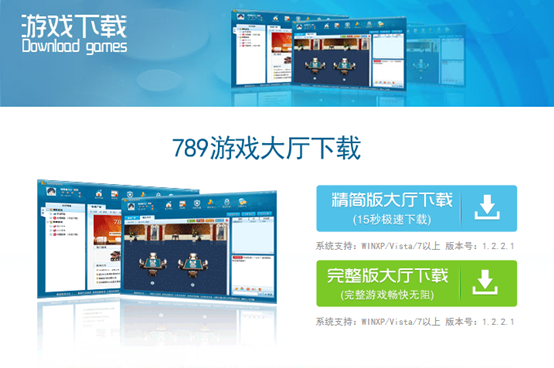 游戏下载
Download games
789游戏大厅下载
精简版大厅下载
(15秒极速下载)
系统支持：WINXP/Vista/7以上 版本号：1.2.2.1
完整版大厅下载
(完整游戏畅快无阻)
系统支持：WINXP/Vista/7以上 版本号：1.2.2.1